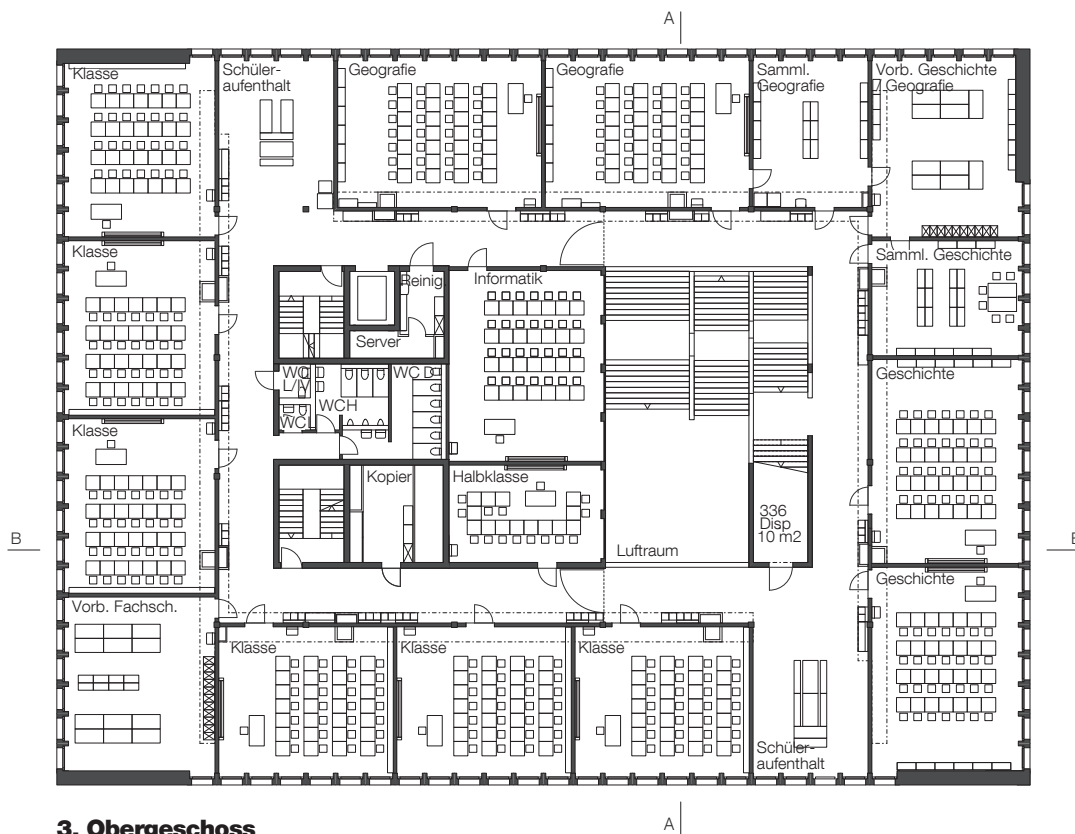 A
Klasse
Schüler-
aufenthalt
Geografie
Geografie
Samml.
Geografie
Vorb. Geschichte
/ Geografie
Klasse
Samml. Geschichte
Reinig.
Informatik
Server
WC
L/V
WC D
WCH
WCL
Geschichte
Klasse
Kopier
Halbklasse
336
Disp
10 m2
Luftraum
B
Geschichte
Vorb. Fachsch.
Klasse
Klasse
Klasse
Schüler-
aufenthalt
A
3. Obergeschoss